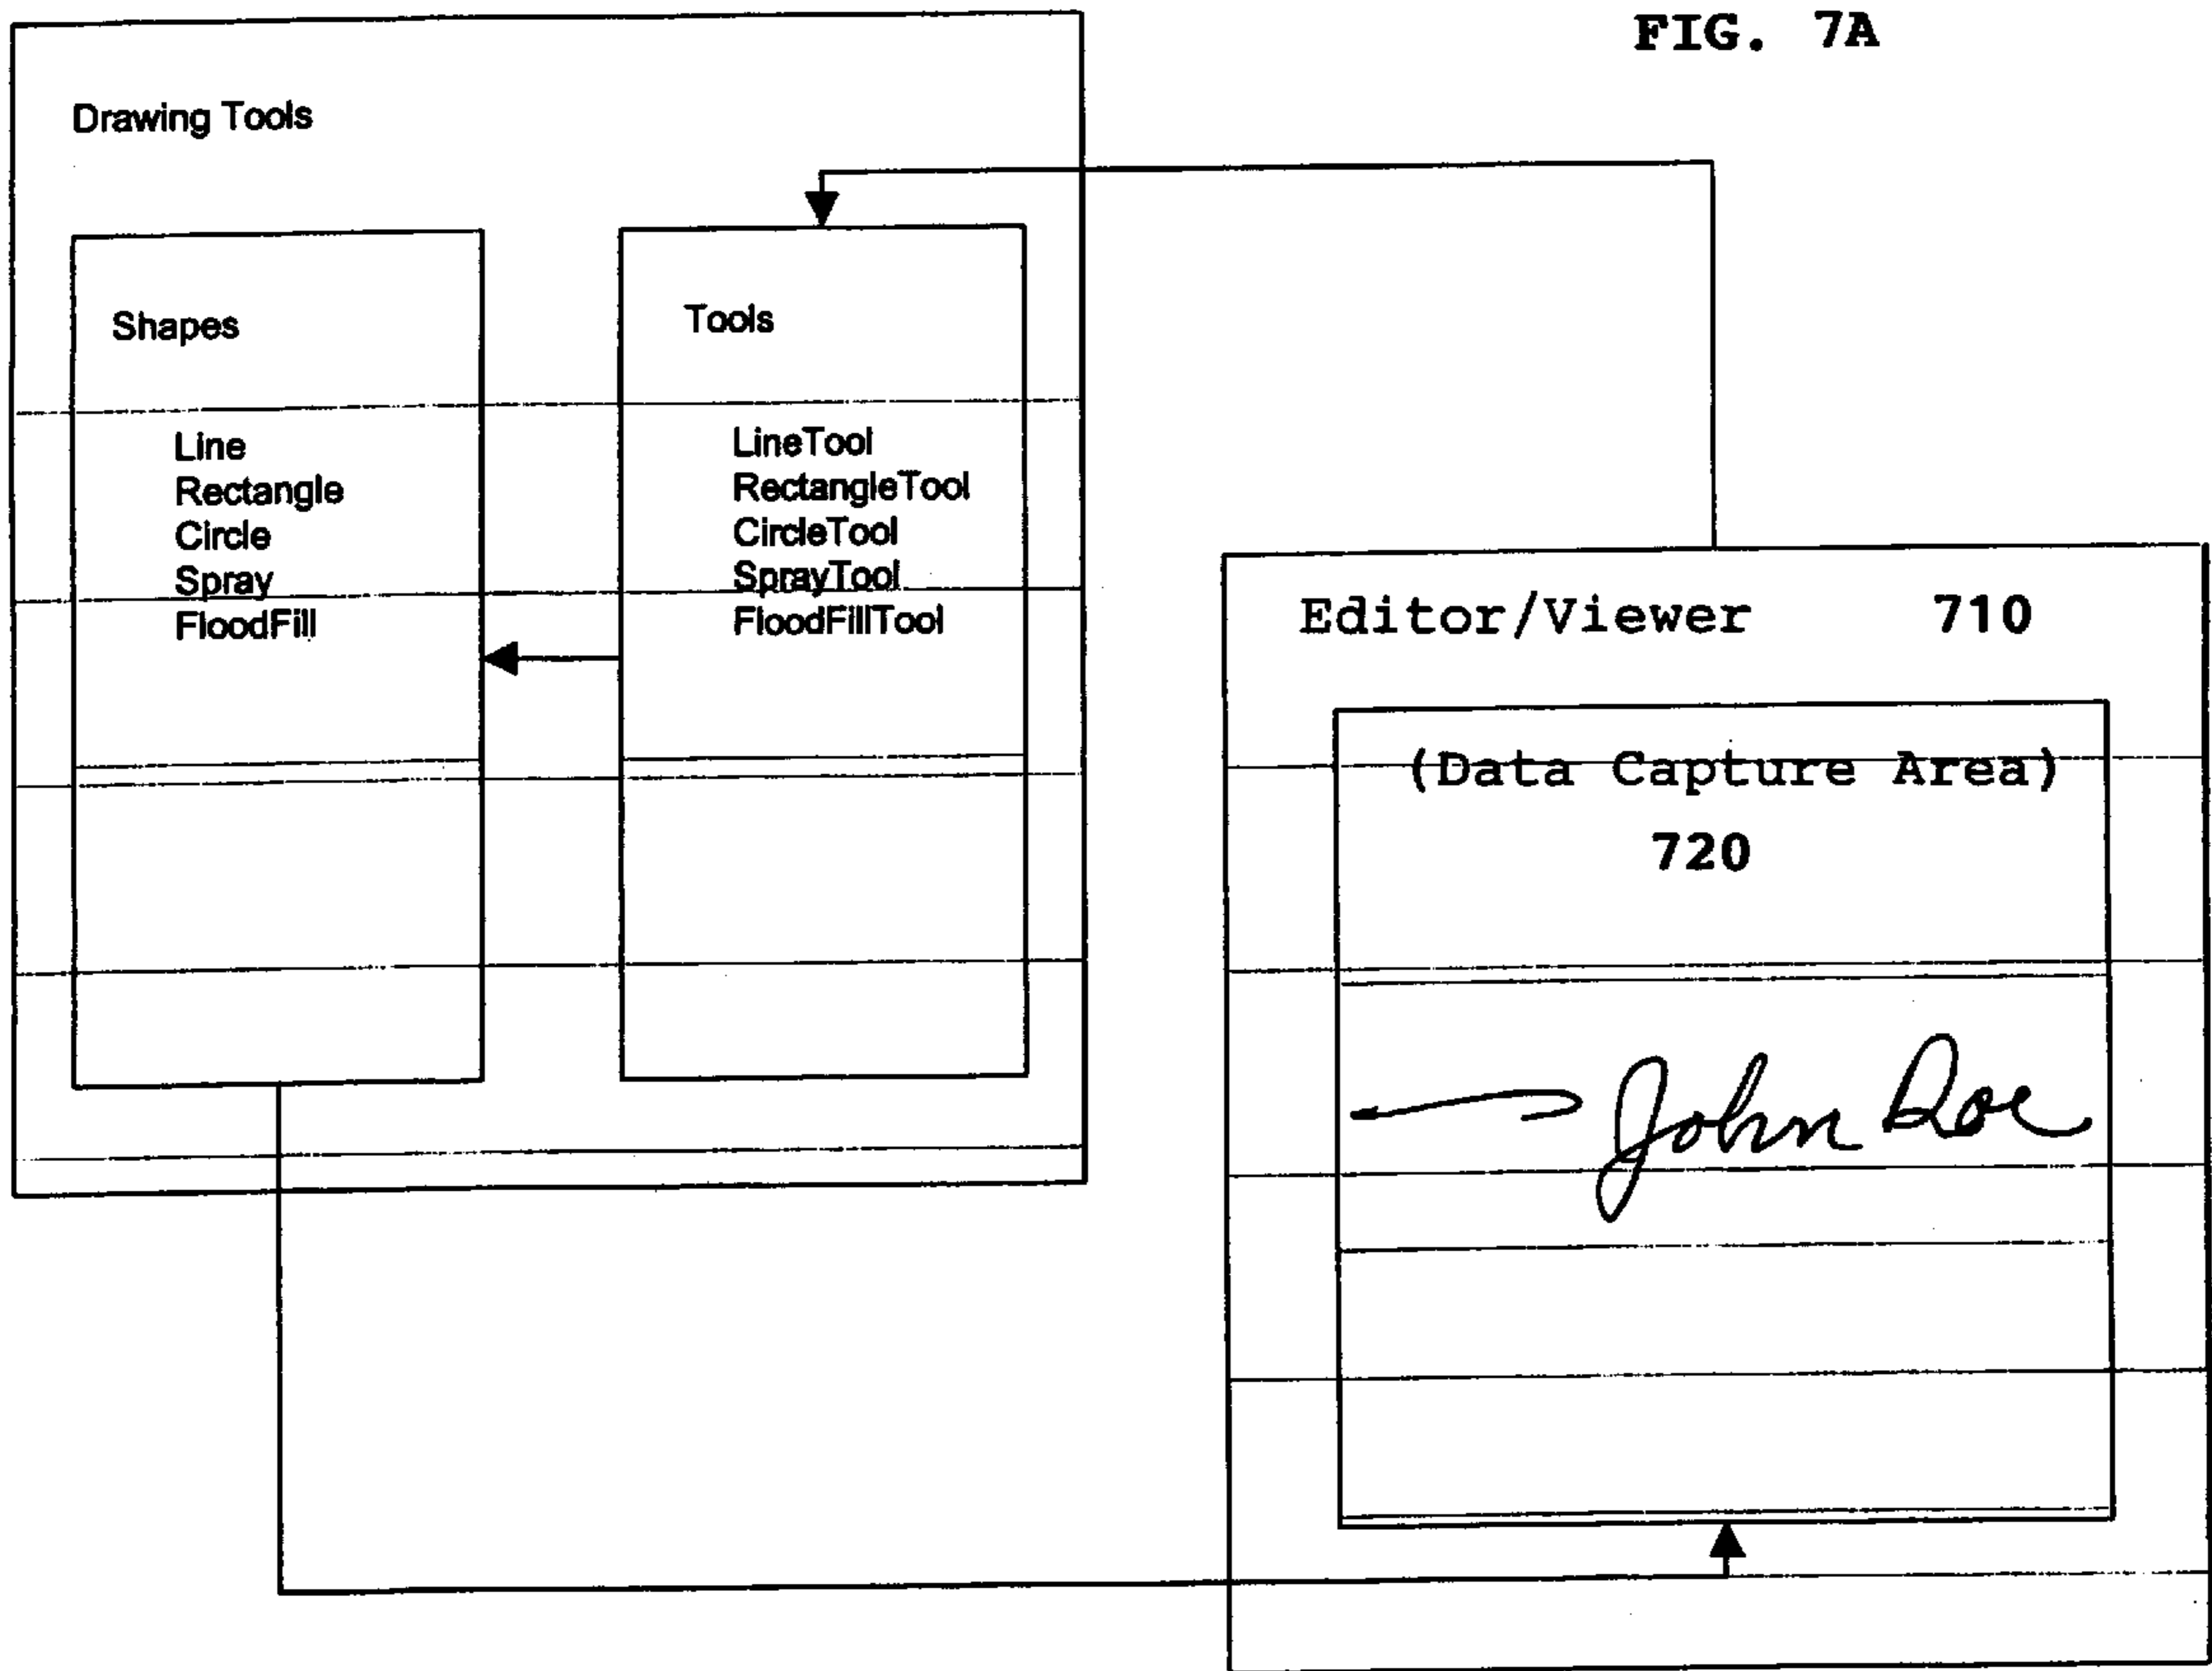 FIG. 7A
Drawing Tools
Shapes
Line
Rectangle
Circle
Spray
FloodFill
Tools
LineTool
RectangleTool
CircleTool
SprayTool
FloodFillTool
Editor/Viewer 710
(Data Capture Area)
720
John Doe